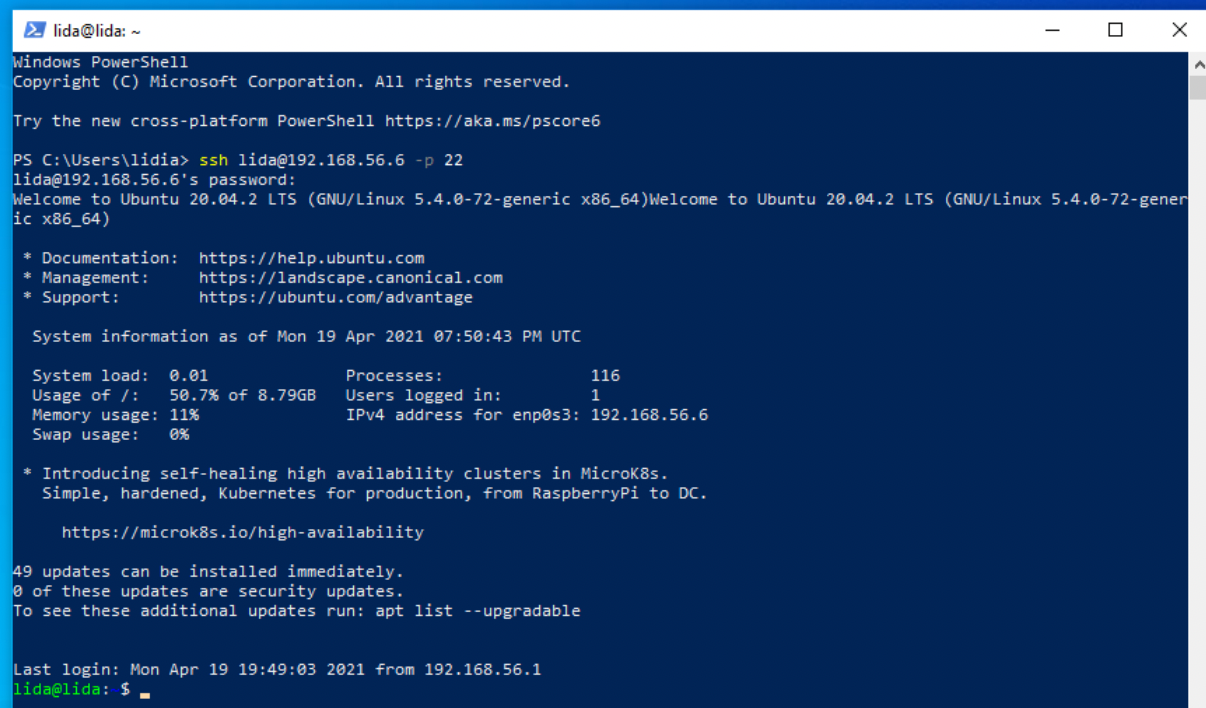 lida@lida: ~
Windows PowerShell
Copyright (C) Microsoft Corporation. All rights reserved.
Try the new cross-platform PowerShell https://aka.ms/pscore6
PS C:\Users\lidia> ssh lida@192.168.56.6 -p 22
lida@192.168.56.6's password:
Welcome to Ubuntu 20.04.2 LTS (GNU/Linux 5.4.0-72-generic x86_64)Welcome to Ubuntu 20.04.2 LTS (GNU/Linux 5.4.0-72-gener
ic x86_64)
* Documentation:  https://help.ubuntu.com
* Management:     https://landscape.canonical.com
* Support:        https://ubuntu.com/advantage
System information as of Mon 19 Apr 2021 07:50:43 PM UTC
System load:  0.01              Processes:               116
Usage of /:   50.7% of 8.79GB   Users logged in:         1
Memory usage: 11%               IPv4 address for enp0s3: 192.168.56.6
Swap usage:   0%
* Introducing self-healing high availability clusters in MicroK8s.
Simple, hardened, Kubernetes for production, from RaspberryPi to DC.
https://microk8s.io/high-availability
49 updates can be installed immediately.
0 of these updates are security updates.
To see these additional updates run: apt list --upgradable
Last login: Mon Apr 19 19:49:03 2021 from 192.168.56.1
lida@lida: $